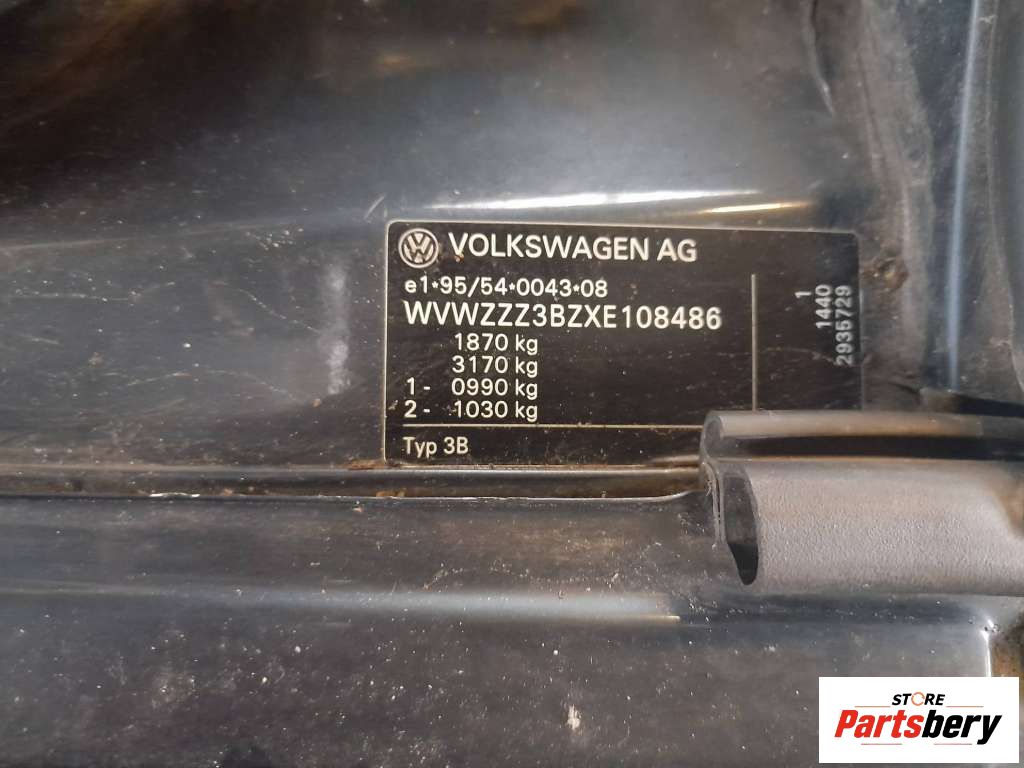 VOLKSWAGEN AG
e1*95/54*0043*08
WVWZZZ3BZXE108486
1870 kg
3170 kg
1 - 0990 kg
2 - 1030 kg
Typ 3B
1
1440
2935729
STORE
Partsbery